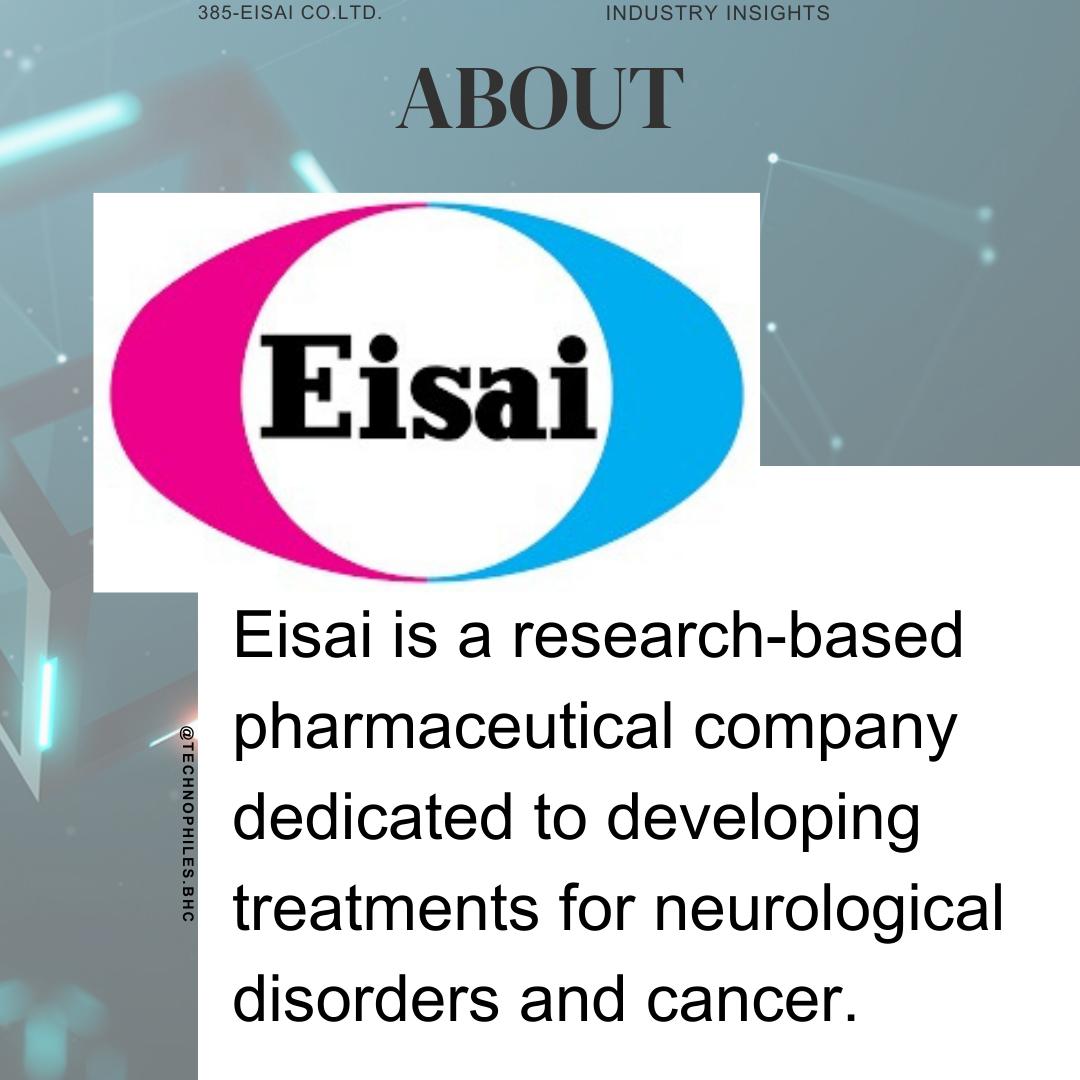 385-EISAI CO.LTD.
INDUSTRY INSIGHTS
ABOUT
Eisai
Eisai is a research-based
pharmaceutical company
dedicated to developing
treatments for neurological
disorders and cancer.
@TECHNOPHILES.BHC